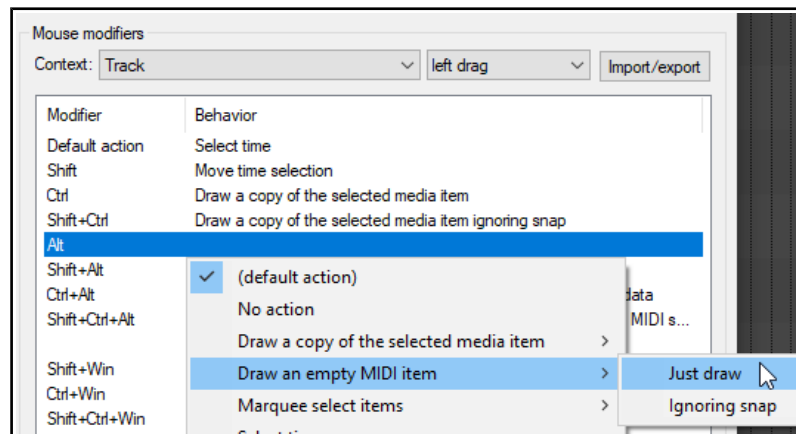 Mouse modifiers
Context: Track left drag Import/export
Modifier Behavior
Default action Select time
Shift Move time selection
Ctrl Draw a copy of the selected media item
Shift+Ctrl Draw a copy of the selected media item ignoring snap
Alt
Shift+Alt (default action)
Ctrl+Alt data
No action
Shift+Ctrl+Alt MIDI s...
Draw a copy of the selected media item
Shift+Win Draw an empty MIDI item Just draw
Ctrl+Win
Marquee select items Ignoring snap
Shift+Ctrl+Win